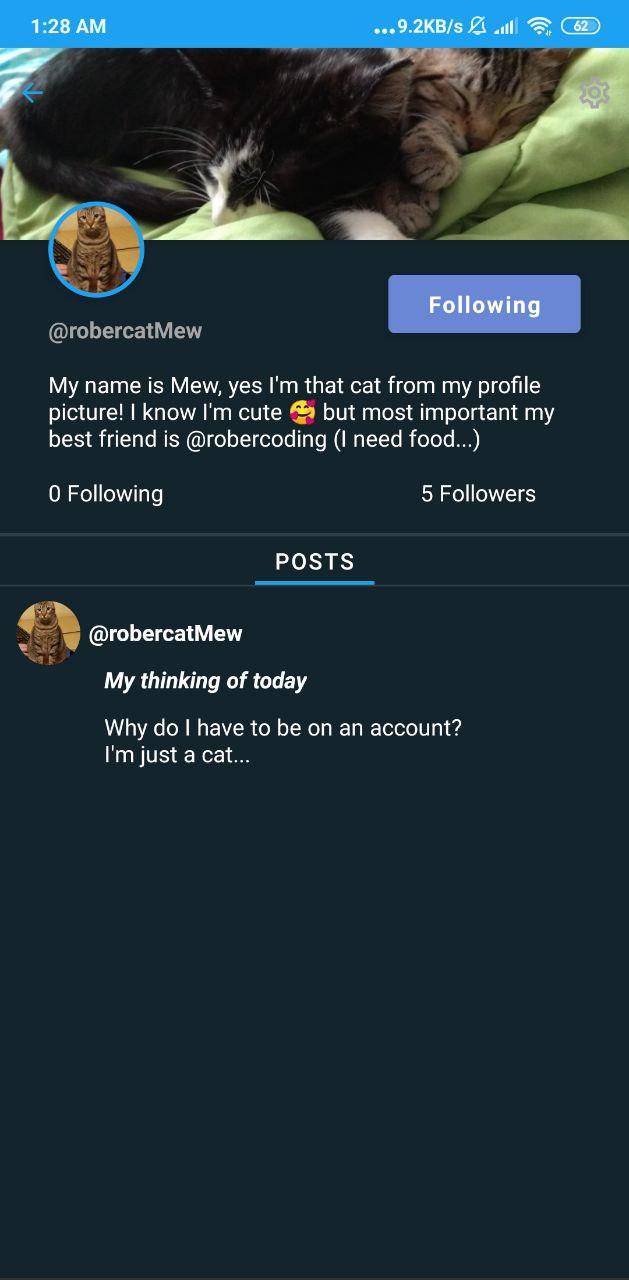 1:28 AM ...9.2KB/s 62
Following
@robercatMew
My name is Mew, yes I'm that cat from my profile
picture! I know I'm cute 🥰 but most important my
best friend is @robercoding (I need food...)
0 Following 5 Followers
POSTS
@robercatMew
My thinking of today
Why do I have to be on an account?
I'm just a cat...